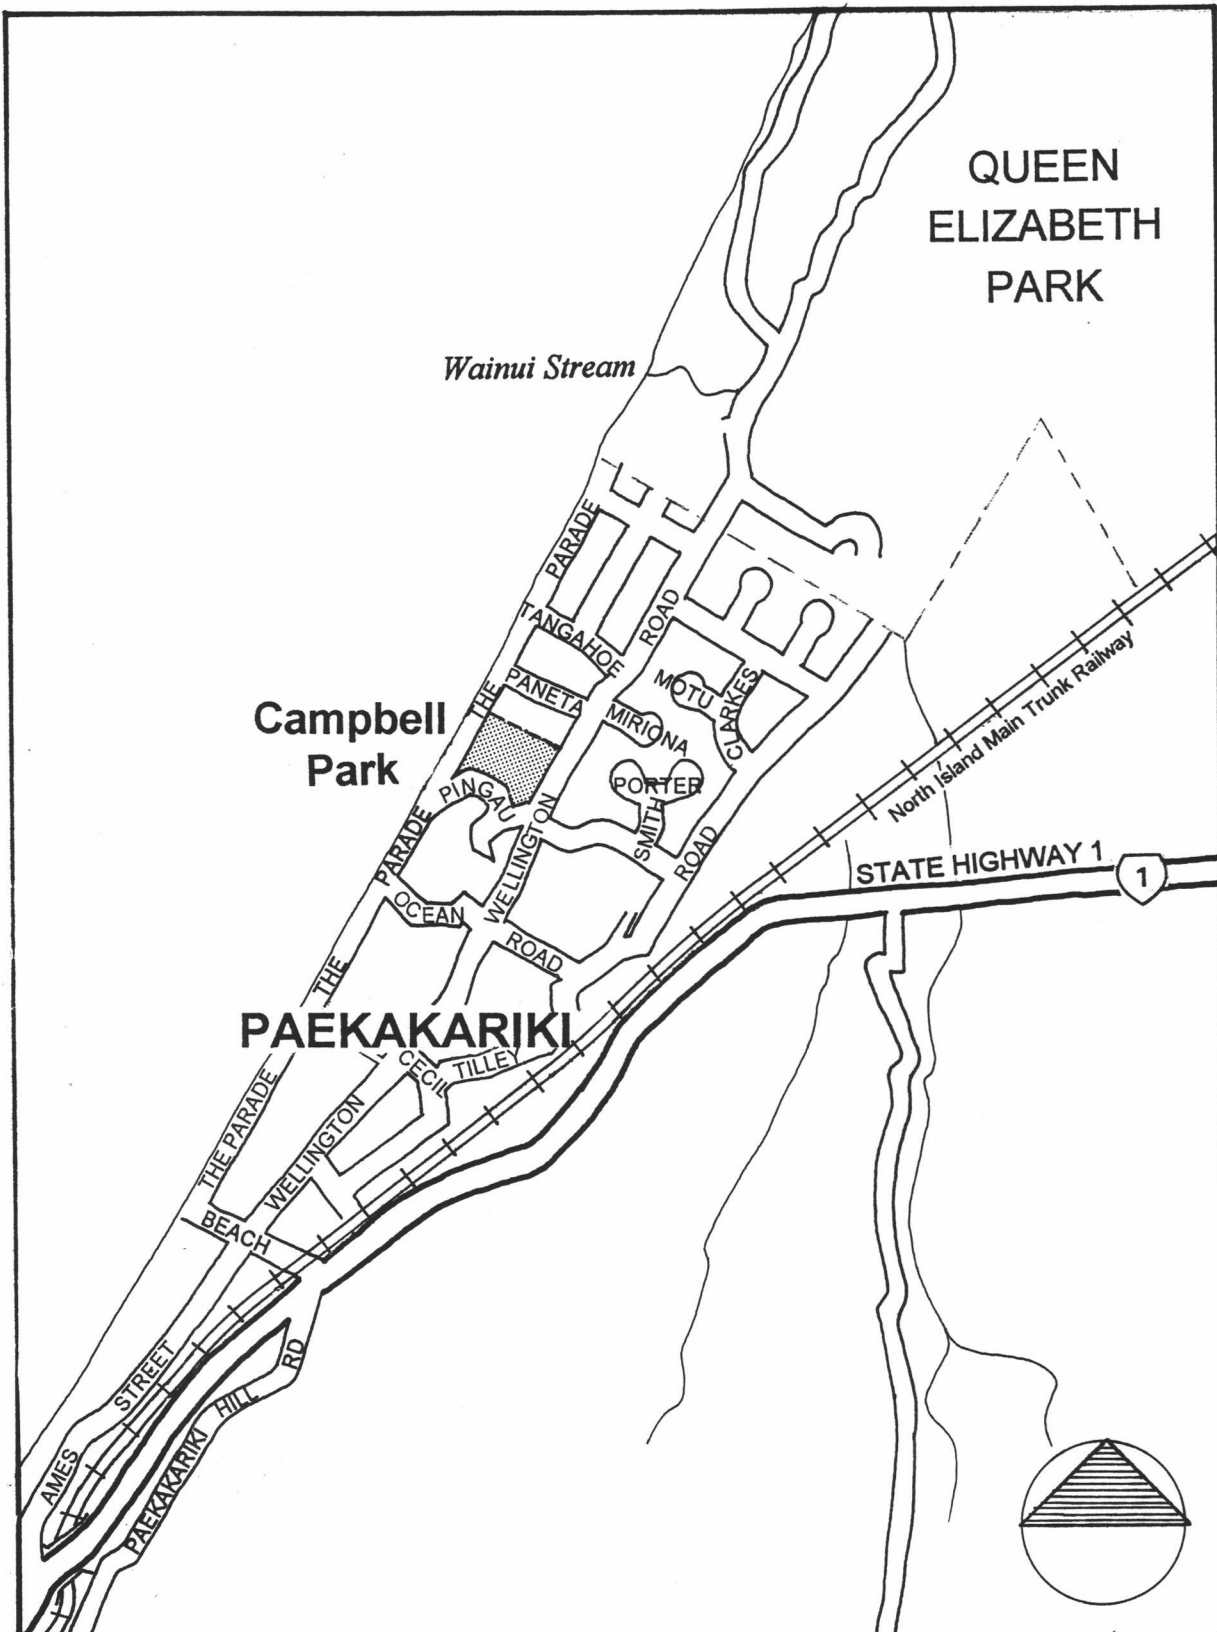 QUEEN
ELIZABETH
PARK
Wainui Stream
PARADE
TANGAHOE
ROAD
THE
PANETA
MOTU
CLARKES
MIRIONA
Campbell
Park
PINGAU
PORTER
SMITH
ROAD
WELLINGTON
PARADE
North Island Main Trunk Railway
STATE HIGHWAY 1
1
OCEAN
ROAD
THE
PAEKAKARIKI
CECIL
TILLEY
THE PARADE
WELLINGTON
BEACH
STREET
AMES
RD
HILL
PAEKAKARIKI